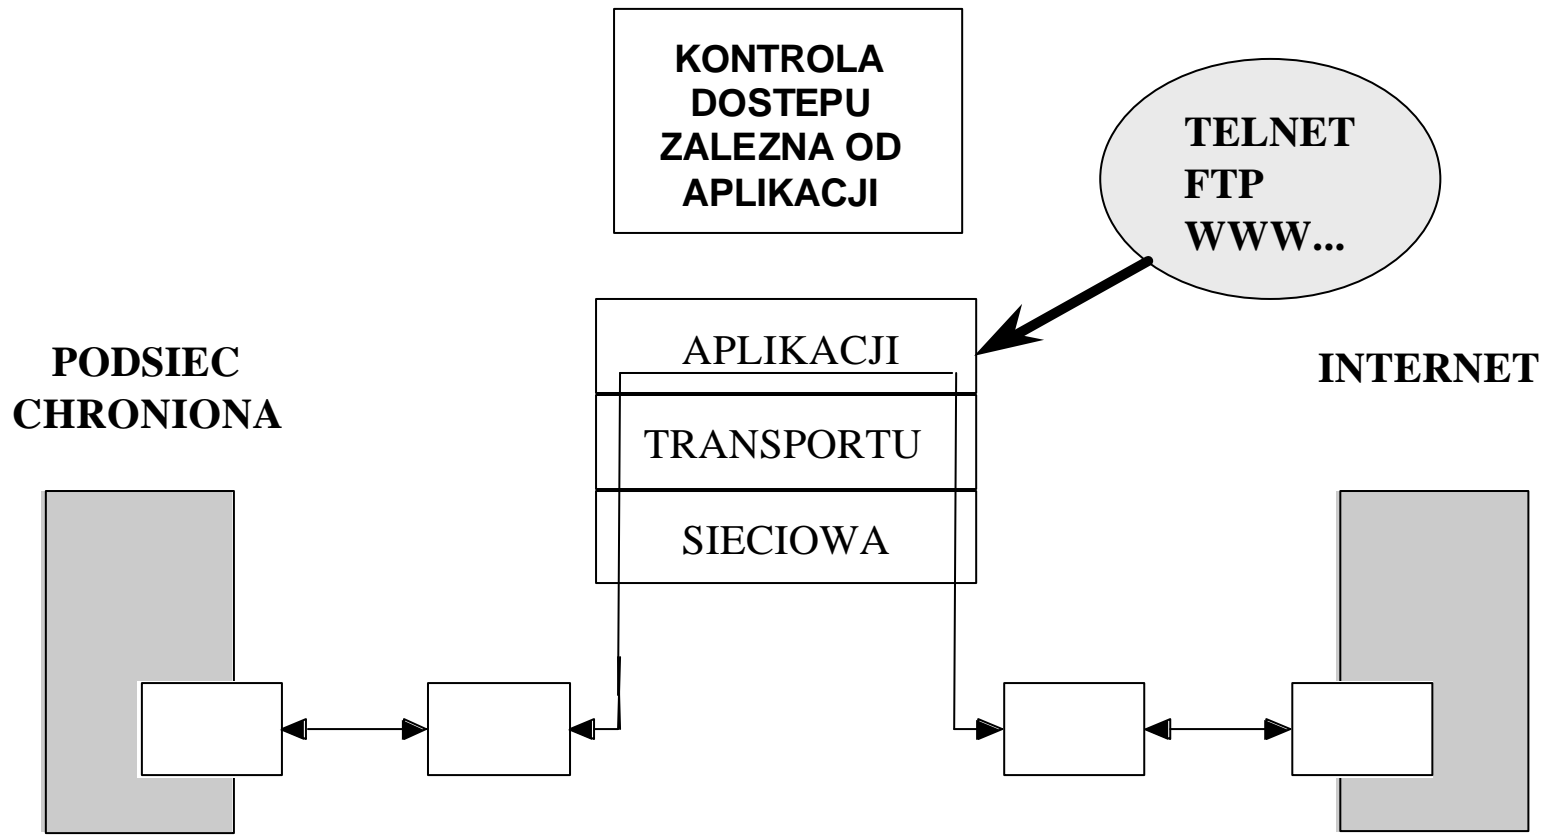 KONTROLA
DOSTEPU
ZALEZNA OD
APLIKACJI
TELNET
FTP
WWW...
APLIKACJI
TRANSPORTU
SIECIOWA
PODSIEC
CHRONIONA
INTERNET